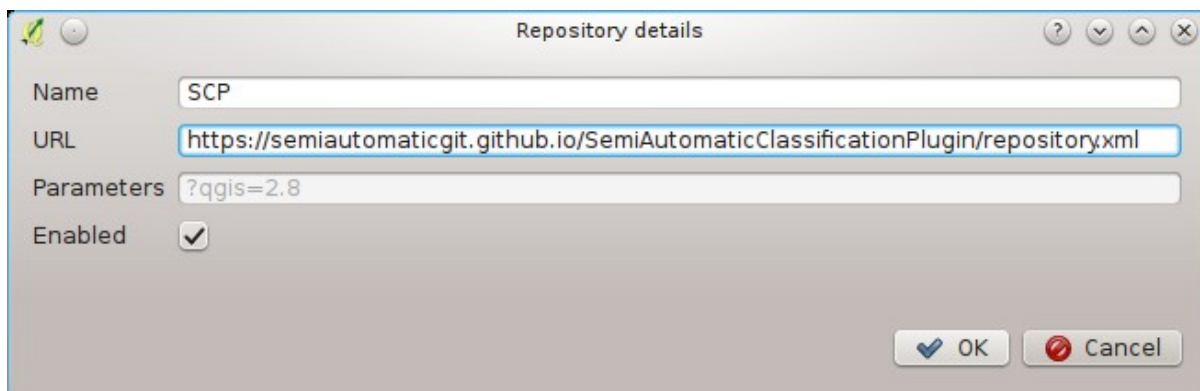 Repository details
Name SCP
URL https://semiautomaticgit.github.io/SemiAutomaticClassificationPlugin/repository.xml
Parameters ?qgis=2.8
Enabled
OK Cancel